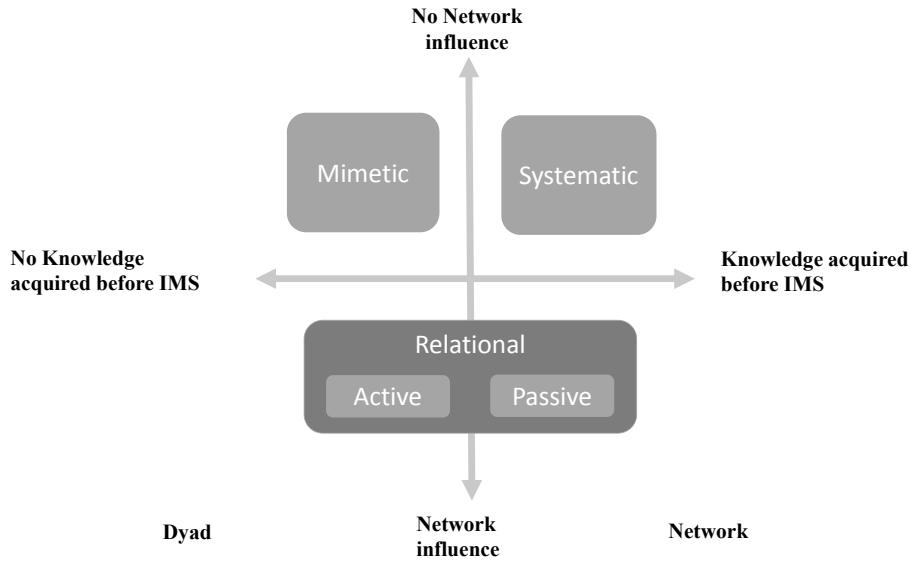 No Network
influence
Mimetic
Systematic
No Knowledge
acquired before IMS
Knowledge acquired
before IMS
Relational
Active
Passive
Dyad
Network
influence
Network